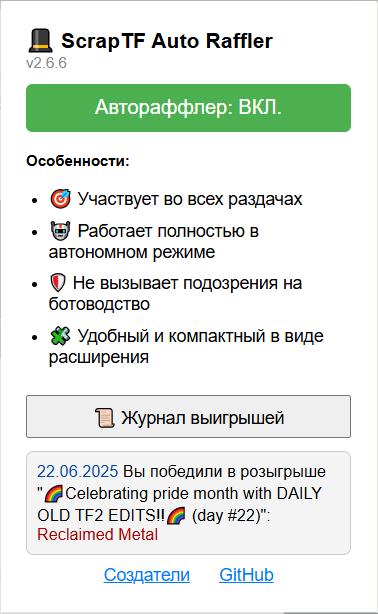 🎩 ScrapTF Auto Raffler
v2.6.6
Автораффлер: ВКЛ.
Особенности:
• 🎯 Участвует во всех раздачах
• 🤖 Работает полностью в
автономном режиме
• 🛡 Не вызывает подозрения на
ботоводство
• 🧩 Удобный и компактный в виде
расширения
📜 Журнал выигрышей
22.06.2025 Вы победили в розыгрыше
"🌈Celebrating pride month with DAILY
OLD TF2 EDITS!!🌈 (day #22)":
Reclaimed Metal
Создатели GitHub